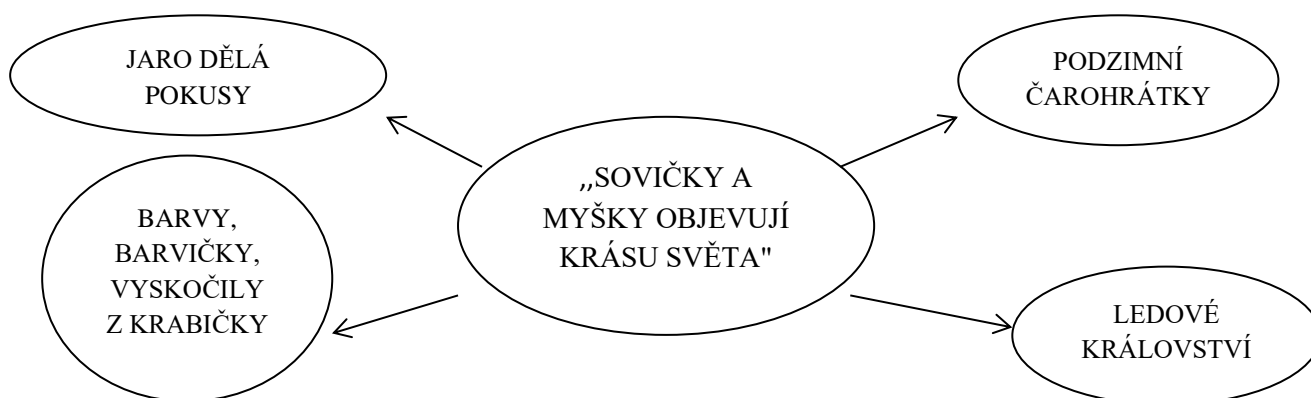 JARO DĚLÁ
POKUSY
PODZIMNÍ
ČAROHRÁTKY
,,SOVIČKY A
MYŠKY OBJEVUJÍ
KRÁSU SVĚTA"
BARVY,
BARVIČKY,
VYSKOČILY
Z KRABIČKY
LEDOVÉ
KRÁLOVSTVÍ